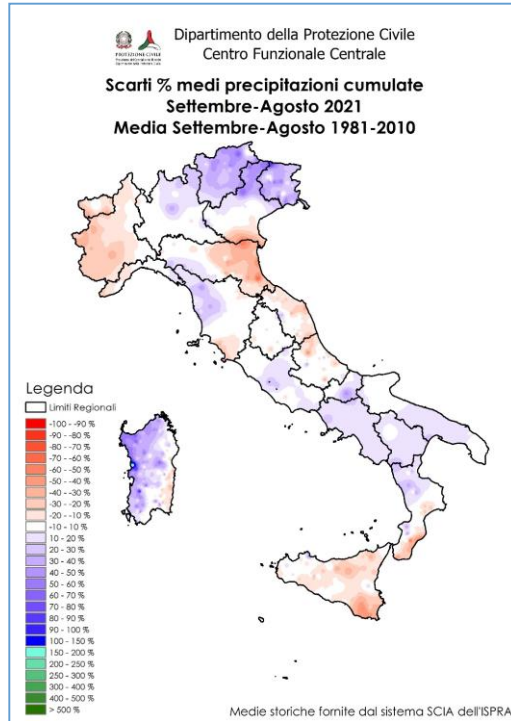 Dipartimento della Protezione Civile
Centro Funzionale Centrale
PROTEZIONE CIVILE
Scarti % medi precipitazioni cumulate
Settembre-Agosto 2021
Media Settembre-Agosto 1981-2010
Legenda
Limiti Regionali
-100 - -90 %
-90 - -80 %
-80 - -70 %
-70 - -60 %
-60 - -50 %
-50 - -40 %
-40 - -30 %
-30 - -20 %
-20 - -10 %
-10 - 10 %
10 - 20 %
20 - 30 %
30 - 40 %
40 - 50 %
50 - 60 %
60 - 70 %
70 - 80 %
80 - 90 %
90 - 100 %
100 - 150 %
150 - 200 %
200 - 250 %
250 - 300 %
300 - 400 %
400 - 500 %
> 500 %
Medie storiche fornite dal sistema SCIA dell'ISPRA